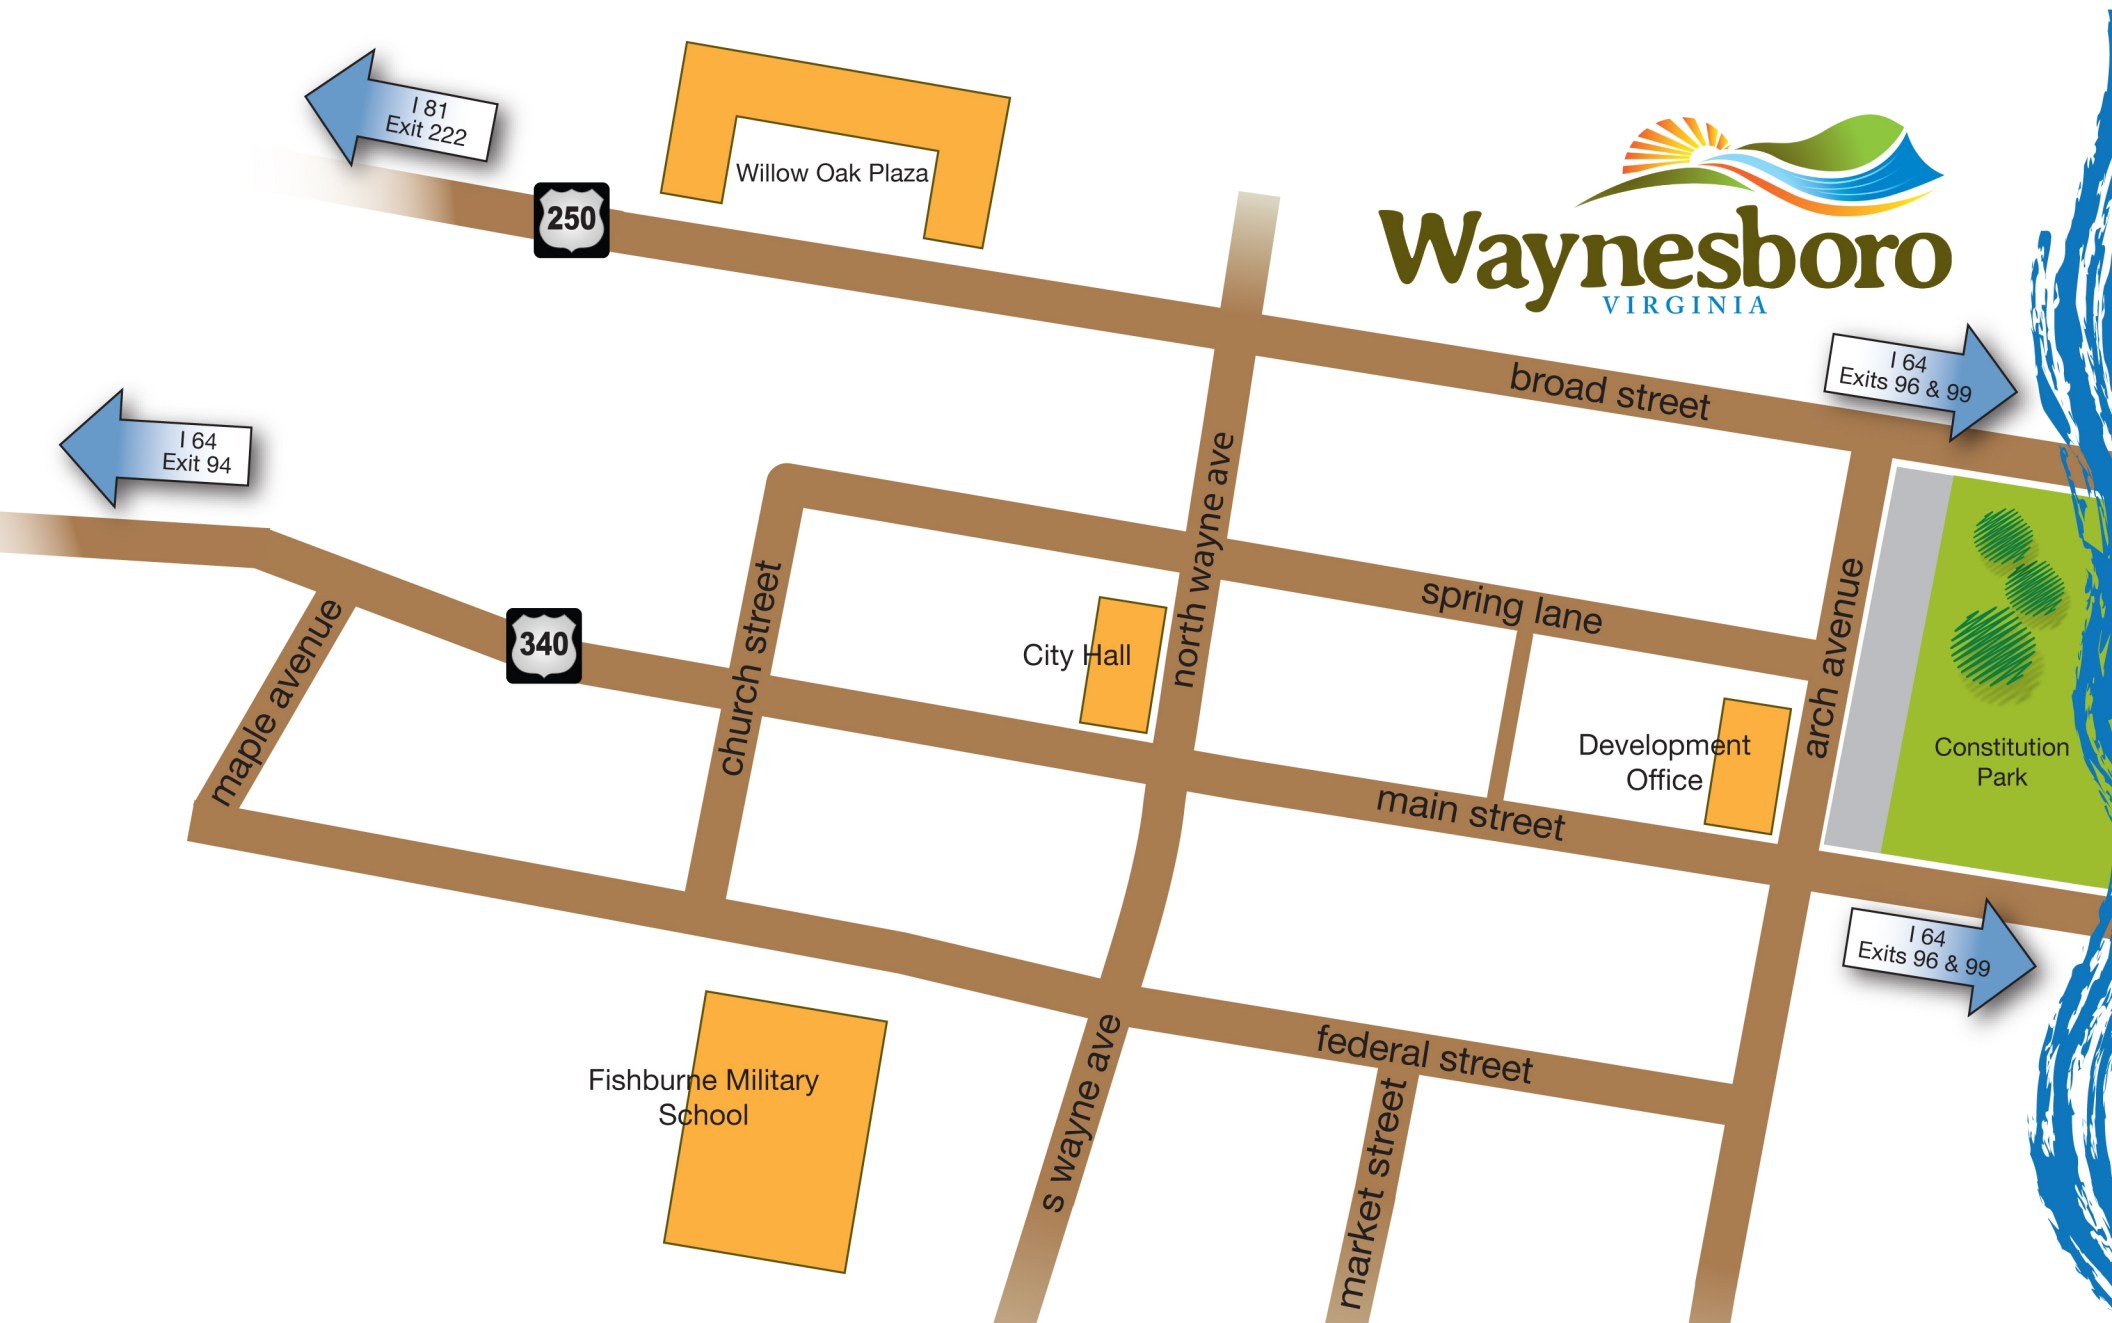 I 81
Exit 222
250
Willow Oak Plaza
Waynesboro
VIRGINIA
I 64
Exits 96 & 99
broad street
I 64
Exit 94
north wayne ave
church street
spring lane
arch avenue
maple avenue
340
City Hall
Development
Office
Constitution
Park
main street
I 64
Exits 96 & 99
federal street
Fishburne Military
School
s wayne ave
market street